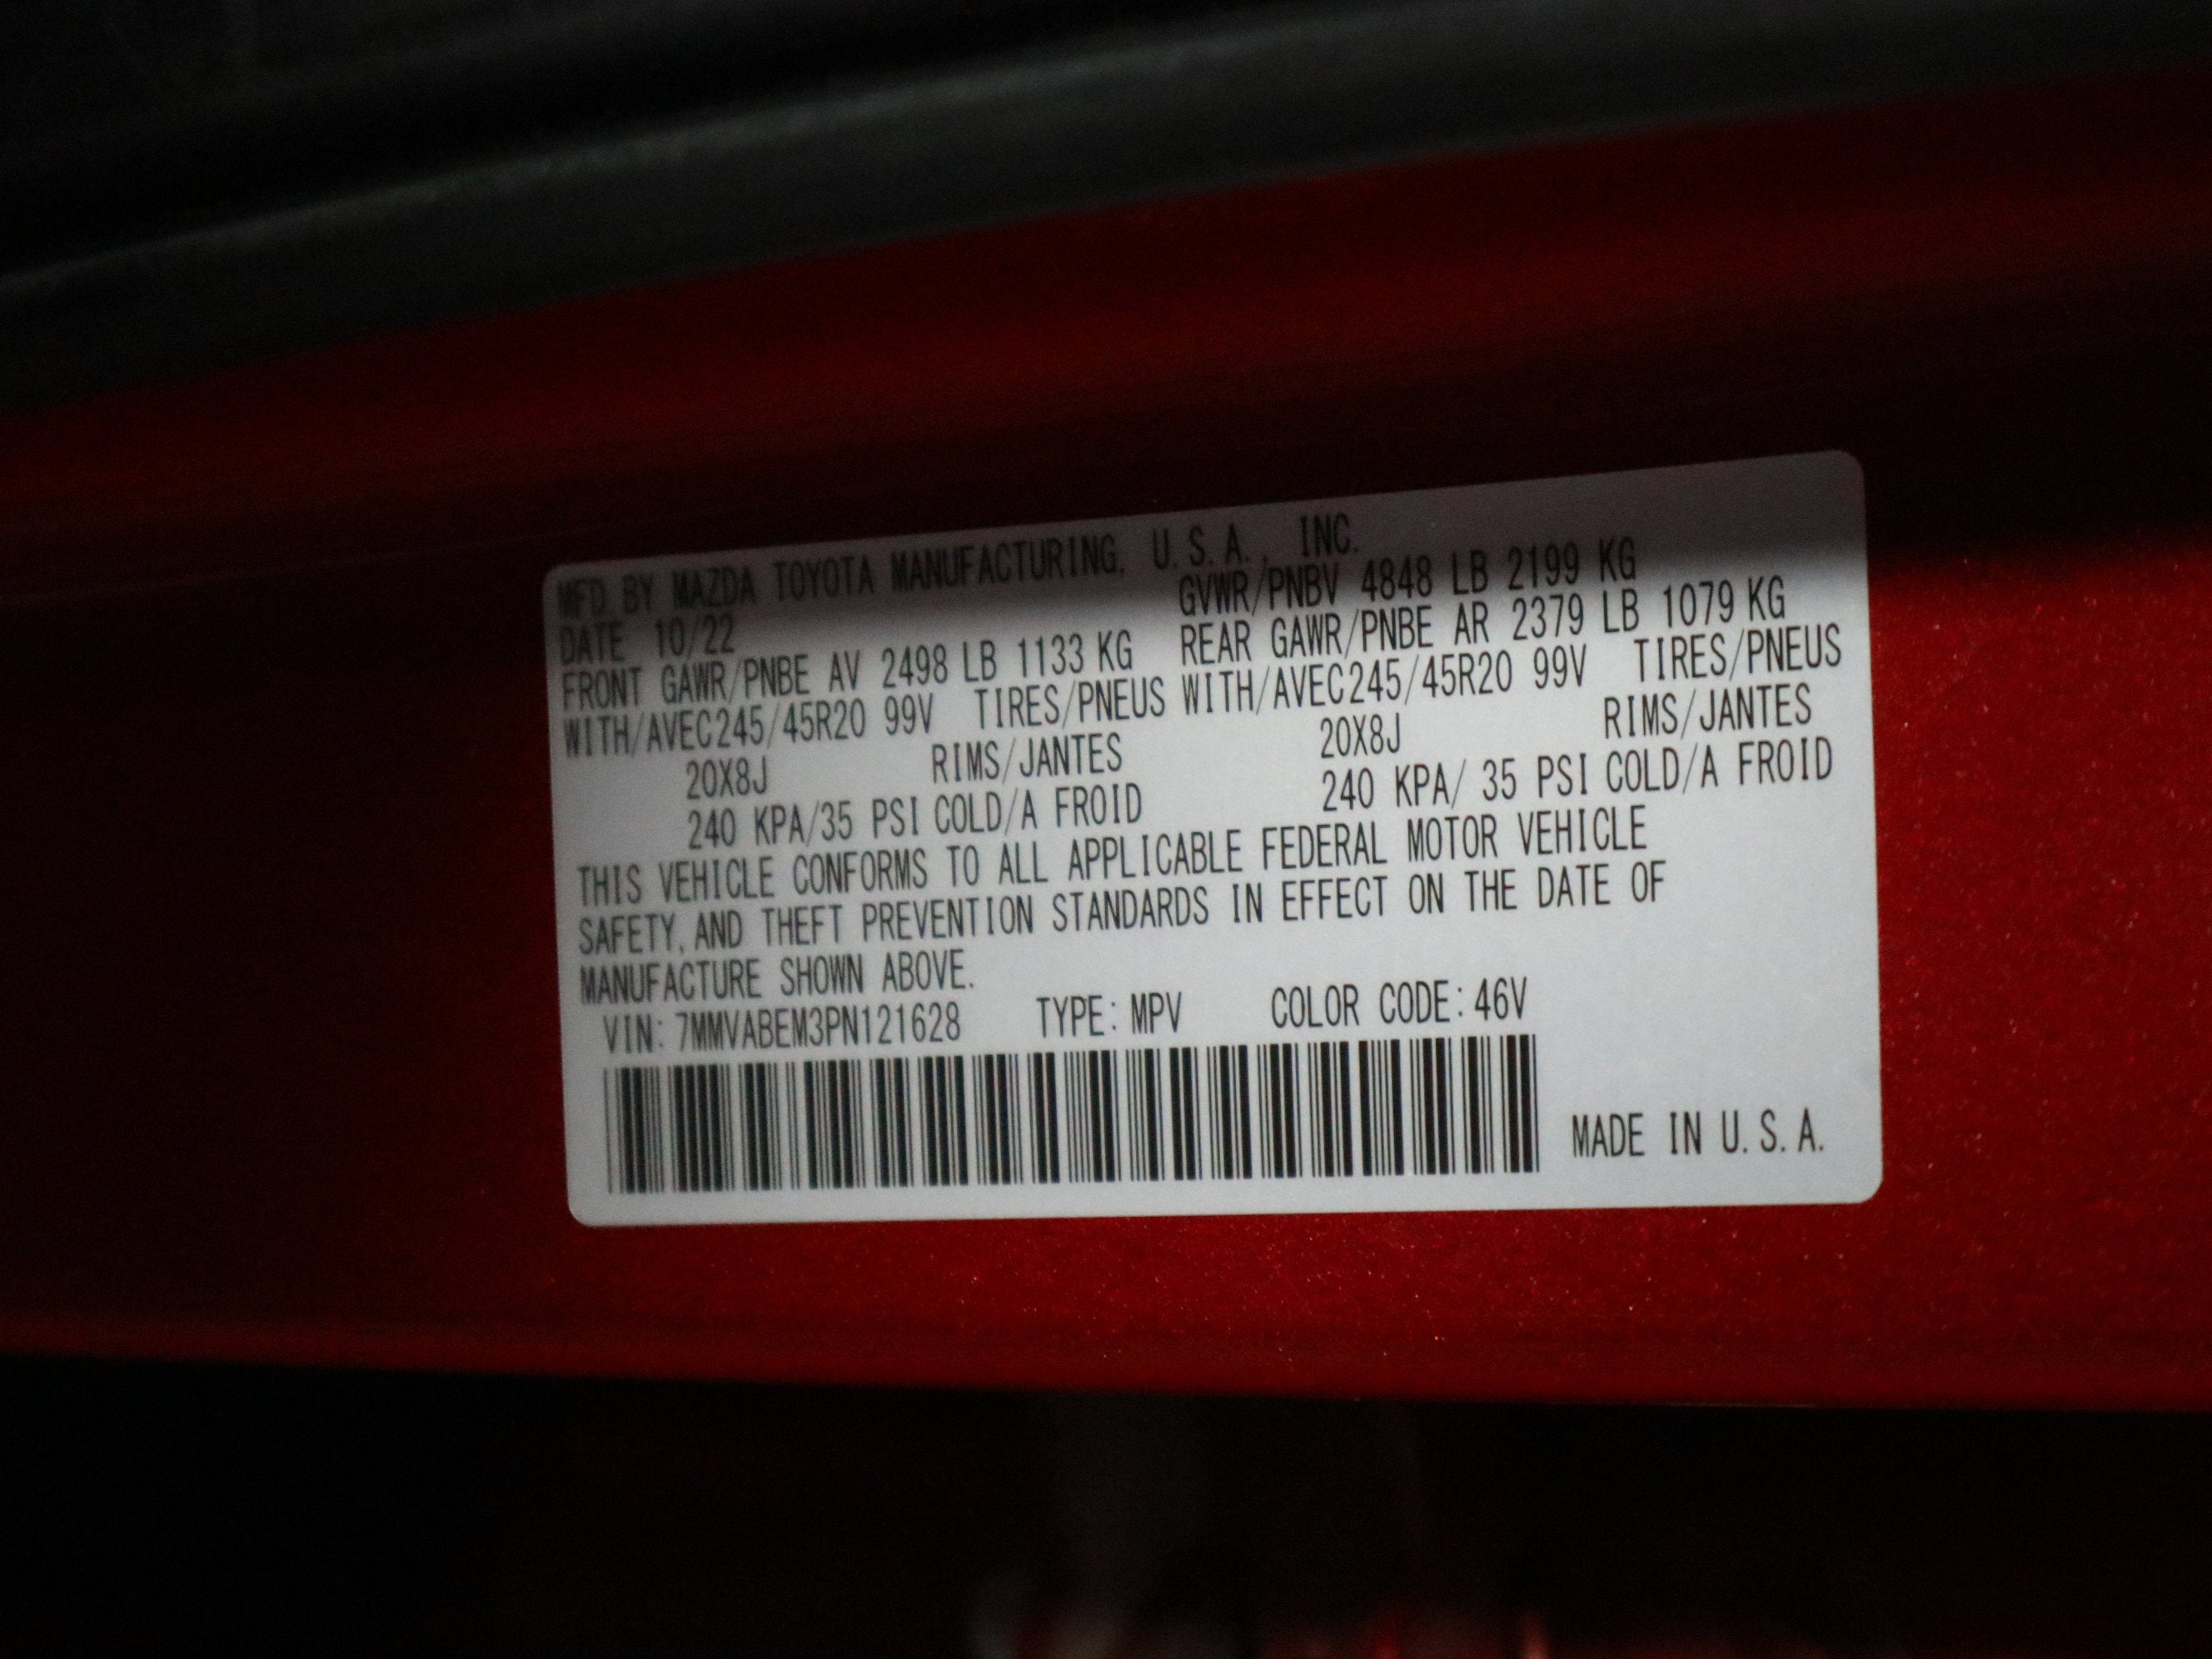 MFD. BY MAZDA TOYOTA MANUFACTURING, U.S.A., INC.
DATE 10/22 GVWR/PNBV 4848 LB 2199 KG
FRONT GAWR/PNBE AV 2498 LB 1133 KG REAR GAWR/PNBE AR 2379 LB 1079 KG
WITH/AVEC245/45R20 99V TIRES/PNEUS WITH/AVEC245/45R20 99V TIRES/PNEUS
20X8J RIMS/JANTES 20X8J RIMS/JANTES
240 KPA/35 PSI COLD/A FROID 240 KPA/ 35 PSI COLD/A FROID
THIS VEHICLE CONFORMS TO ALL APPLICABLE FEDERAL MOTOR VEHICLE
SAFETY, AND THEFT PREVENTION STANDARDS IN EFFECT ON THE DATE OF
MANUFACTURE SHOWN ABOVE.
VIN: 7MMVABEM3PN121628 TYPE: MPV COLOR CODE: 46V
MADE IN U.S.A.